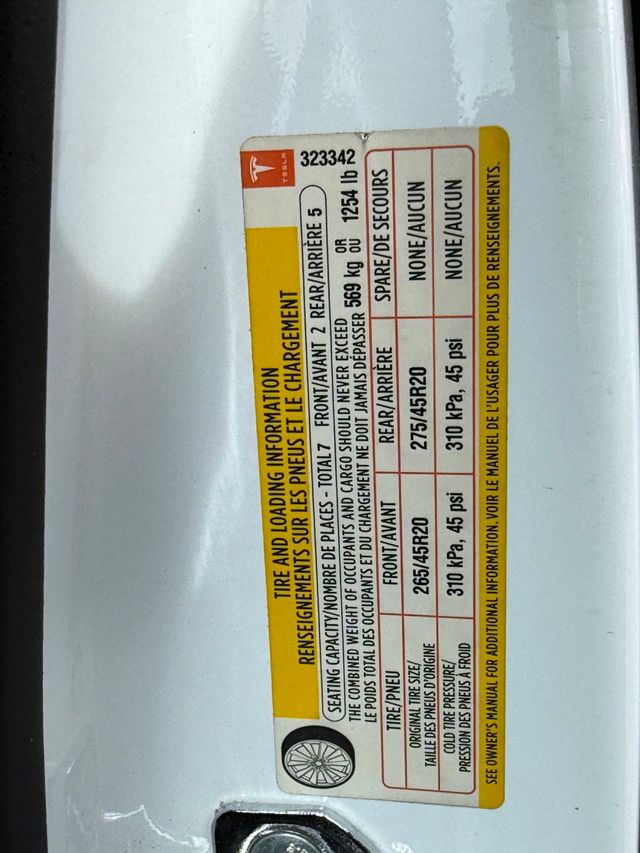 TESLA
323342
TIRE AND LOADING INFORMATION
RENSEIGNEMENTS SUR LES PNEUS ET LE CHARGEMENT
SEATING CAPACITY/NOMBRE DE PLACES - TOTAL 7 FRONT/AVANT 2 REAR/ARRIÈRE 5
THE COMBINED WEIGHT OF OCCUPANTS AND CARGO SHOULD NEVER EXCEED
LE POIDS TOTAL DES OCCUPANTS ET DU CHARGEMENT NE DOIT JAMAIS DÉPASSER
569 kg OR OU 1254 lb
TIRE/PNEU FRONT/AVANT REAR/ARRIÈRE SPARE/DE SECOURS
ORIGINAL TIRE SIZE/
TAILLE DES PNEUS D'ORIGINE
265/45R20 275/45R20 NONE/AUCUN
COLD TIRE PRESSURE/
PRESSION DES PNEUS À FROID
310 kPa, 45 psi 310 kPa, 45 psi NONE/AUCUN
SEE OWNER'S MANUAL FOR ADDITIONAL INFORMATION. VOIR LE MANUEL DE L'USAGER POUR PLUS DE RENSEIGNEMENTS.